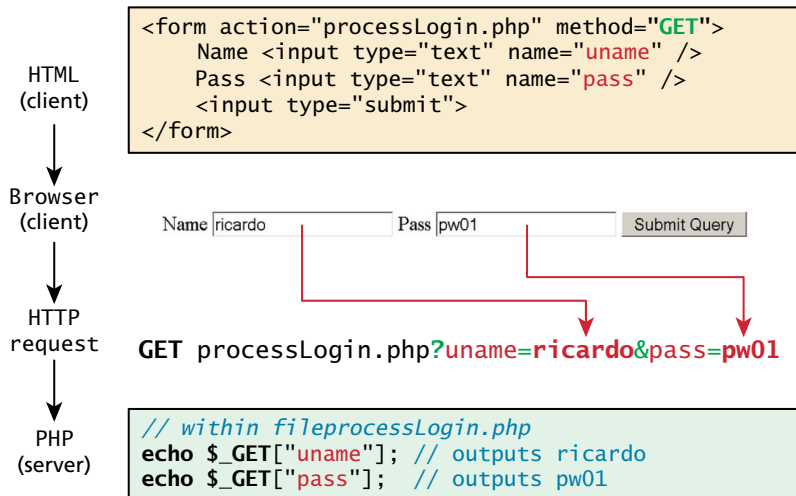 <form action="processLogin.php" method="GET">
Name <input type="text" name="uname" />
Pass <input type="text" name="pass" />
<input type="submit">
</form>
HTML
(client)
Browser
(client)
Name ricardo Pass pw01 Submit Query
HTTP
request
GET processLogin.php?uname=ricardo&pass=pw01
PHP
(server)
// within fileprocessLogin.php
echo $_GET["uname"]; // outputs ricardo
echo $_GET["pass"];  // outputs pw01